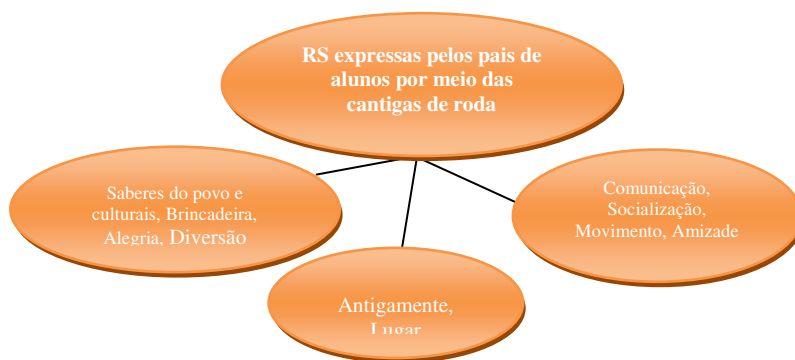 RS expressas pelos pais de
alunos por meio das
cantigas de roda
Saberes do povo e
culturais, Brincadeira,
Alegria, Diversão
Antigamente,
Lugar
Comunicação,
Socialização,
Movimento, Amizade